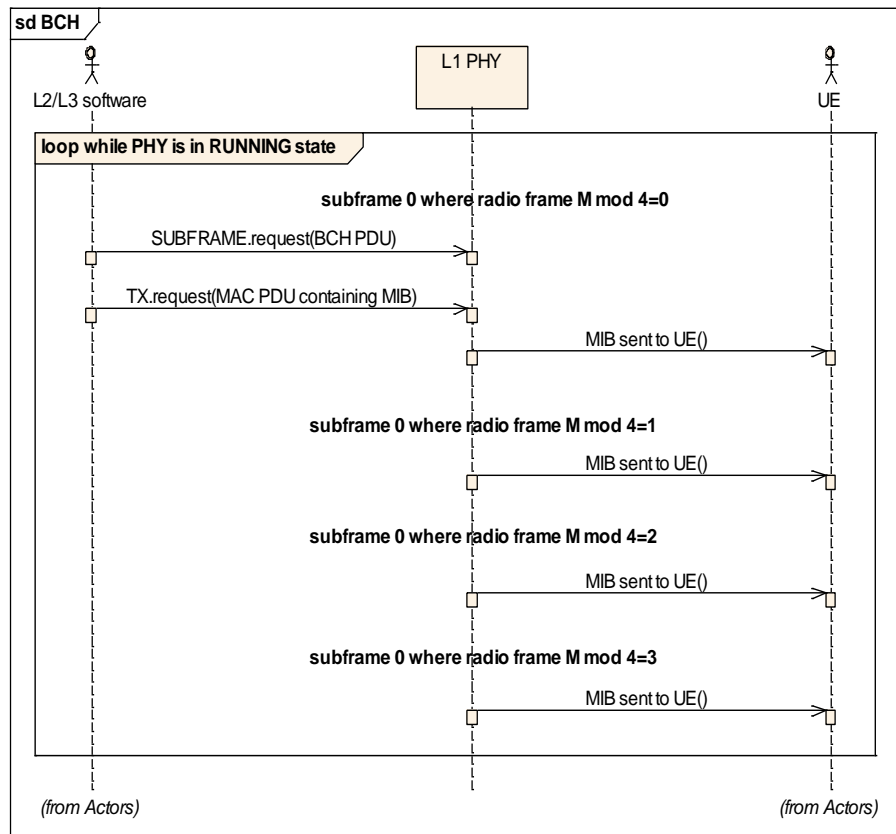 sd BCH
L2/L3 software
L1 PHY
UE
loop while PHY is in RUNNING state
subframe 0 where radio frame M mod 4=0
SUBFRAME.request(BCH PDU)
TX.request(MAC PDU containing MIB)
MIB sent to UE()
subframe 0 where radio frame M mod 4=1
MIB sent to UE()
subframe 0 where radio frame M mod 4=2
MIB sent to UE()
subframe 0 where radio frame M mod 4=3
MIB sent to UE()
(from Actors)
(from Actors)